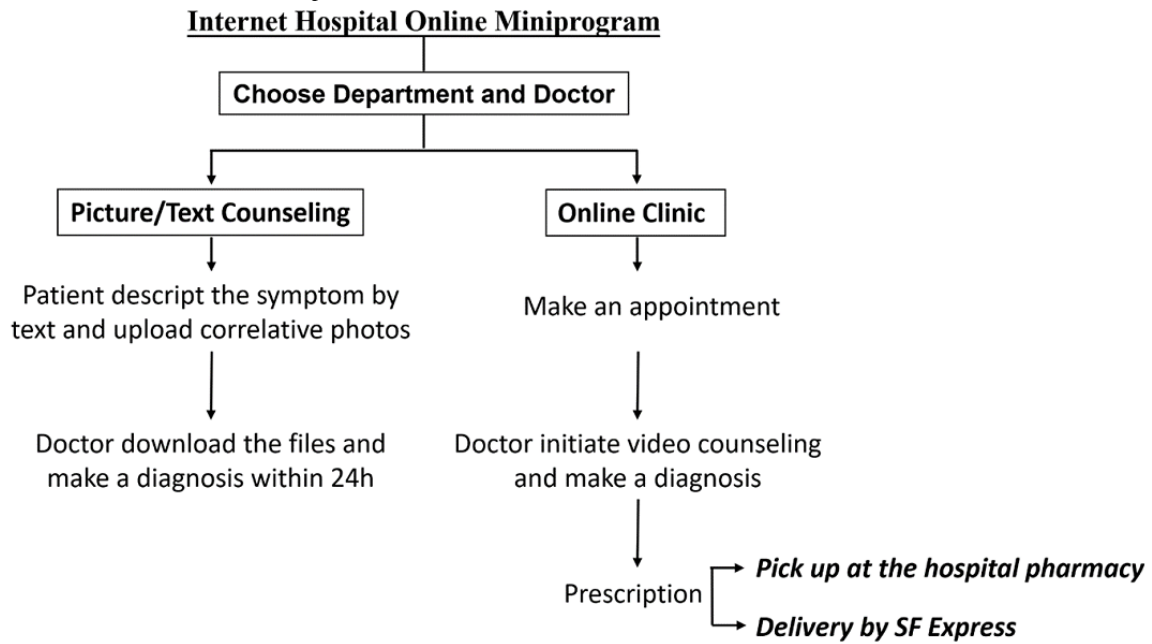 Internet Hospital Online Miniprogram
Choose Department and Doctor
Picture/Text Counseling
Online Clinic
Patient descript the symptom by
text and upload correlative photos
Make an appointment
Doctor download the files and
make a diagnosis within 24h
Doctor initiate video counseling
and make a diagnosis
Prescription
Pick up at the hospital pharmacy
Delivery by SF Express